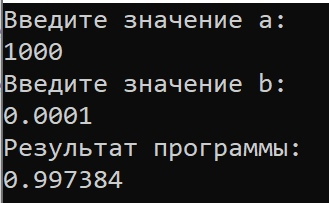 Введите значение a:
1000
Введите значение b:
0.0001
Результат программы:
0.997384